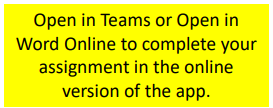 Open in Teams or Open in
Word Online to complete your
assignment in the online
version of the app.